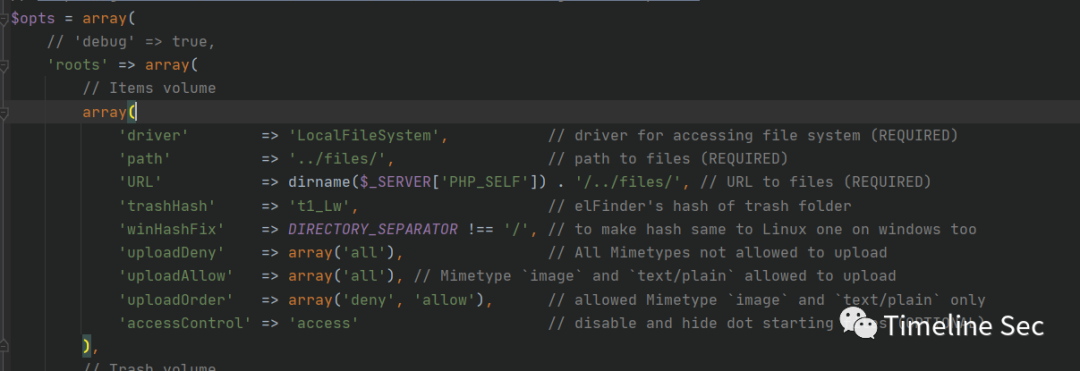 $opts = array(
// 'debug' => true,
'roots' => array(
// Items volume
array(
'driver' => 'LocalFileSystem', // driver for accessing file system (REQUIRED)
'path' => '../files/', // path to files (REQUIRED)
'URL' => dirname($_SERVER['PHP_SELF']) . '/../files/', // URL to files (REQUIRED)
'trashHash' => 't1_Lw', // elFinder's hash of trash folder
'winHashFix' => DIRECTORY_SEPARATOR !== '/', // to make hash same to Linux one on windows too
'uploadDeny' => array('all'), // All Mimetypes not allowed to upload
'uploadAllow' => array('all'), // Mimetype `image` and `text/plain` allowed to upload
'uploadOrder' => array('deny', 'allow'), // allowed Mimetype `image` and `text/plain` only
'accessControl' => 'access' // disable and hide dot starting
),
// Trash volume
Timeline Sec